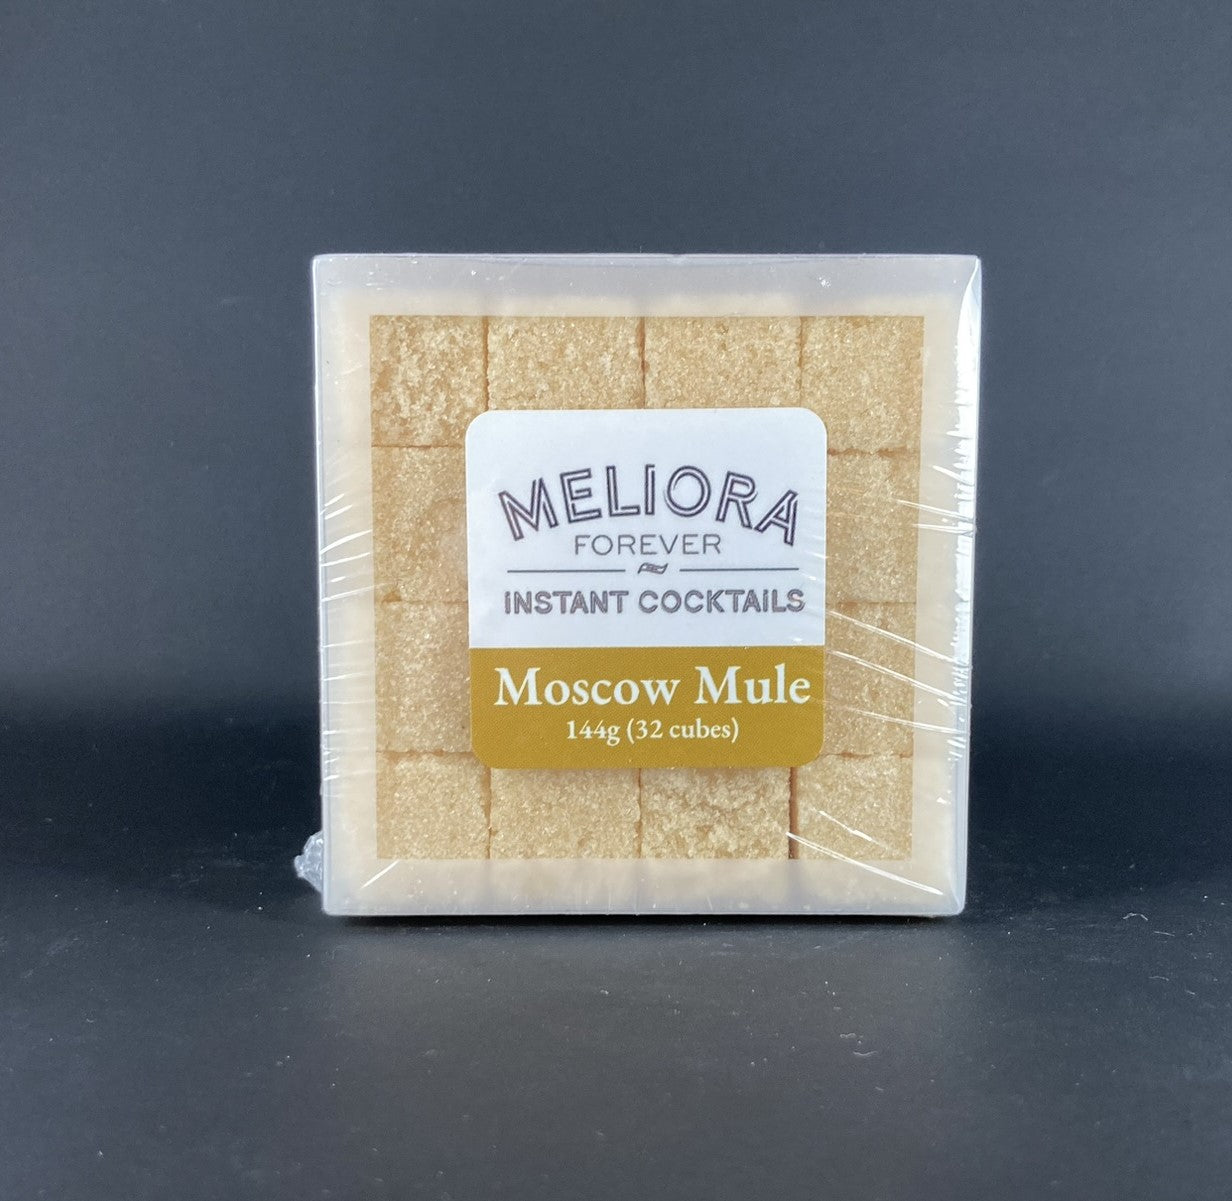 MELIORA
FOREVER
INSTANT COCKTAILS
Moscow Mule
144g (32 cubes)